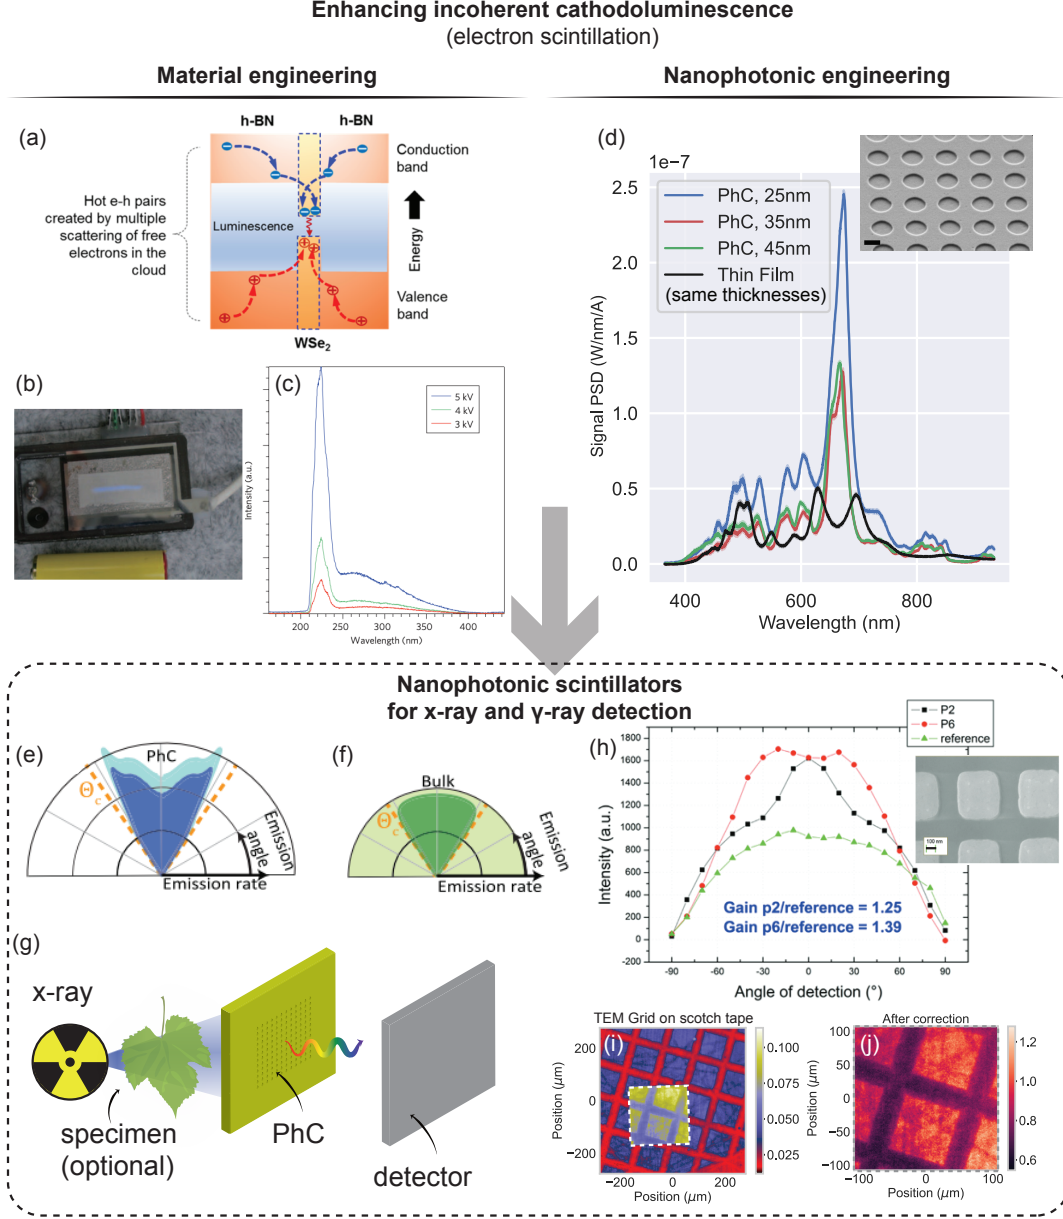 Enhancing incoherent cathodoluminescence
(electron scintillation)
Material engineering
Nanophotonic engineering
(a)
h-BN
h-BN
Conduction
band
Hot e-h pairs
created by multiple
scattering of free
electrons in the
cloud
Luminescence
Energy
Valence
band
WSe2
(b)
(c)
5 kV
4 kV
3 kV
Intensity (a.u.)
200
250
300
350
400
Wavelength (nm)
(d)
1e-7
PhC, 25nm
PhC, 35nm
PhC, 45nm
Thin Film
(same thicknesses)
Signal PSD (W/nm/A)
2.5
2.0
1.5
1.0
0.5
0.0
400
600
800
Wavelength (nm)
Nanophotonic scintillators
for x-ray and γ-ray detection
(e)
PhC
Θc
Emission
angle
Emission rate
(f)
Bulk
Θc
Emission
angle
Emission rate
(g)
x-ray
specimen
(optional)
PhC
detector
(h)
P2
P6
reference
100 nm
Intensity (a.u.)
1800
1600
1400
1200
1000
800
600
400
200
0
-200
Gain p2/reference = 1.25
Gain p6/reference = 1.39
-90
-60
-30
0
30
60
90
Angle of detection (°)
TEM Grid on scotch tape
(i)
Position (μm)
200
0
−200
−200
0
200
Position (μm)
0.100
0.075
0.050
0.025
After correction
(j)
Position (μm)
100
50
0
−50
−100
−100
0
100
Position (μm)
1.2
1.0
0.8
0.6